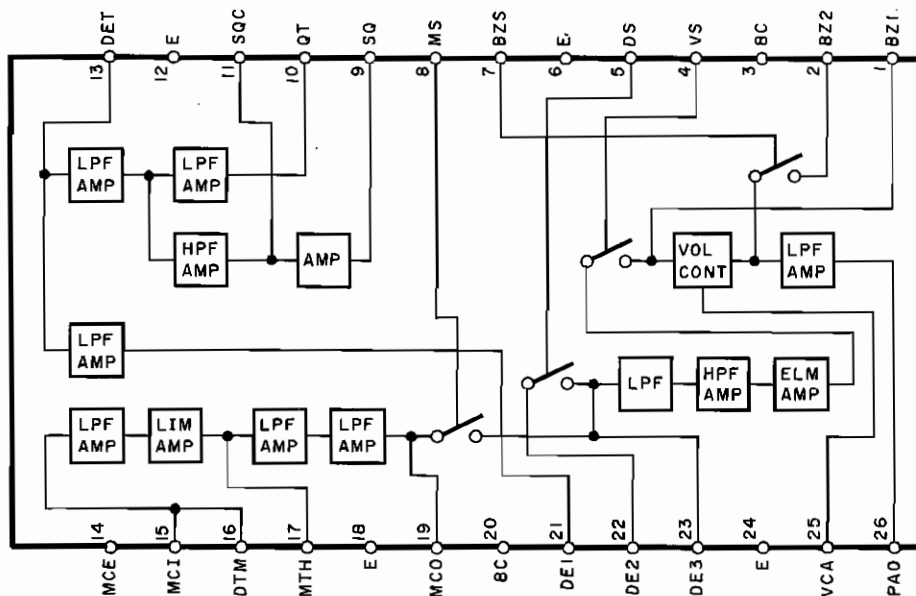 DET E SQC QT SQ MS BZS E DS VS BC BZ2 BZ1
13 12 11 10 9 8 7 6 5 4 3 2 1
LPF AMP
LPF AMP
HPF AMP
AMP
VOL CONT
LPF AMP
LPF AMP
LPF
HPF AMP
ELM AMP
LPF AMP
LIM AMP
LPF AMP
LPF AMP
14 15 16 17 18 19 20 21 22 23 24 25 26
MCE MCI DTM MTH E MCO 8C DE1 DE2 DE3 E VCA PAO